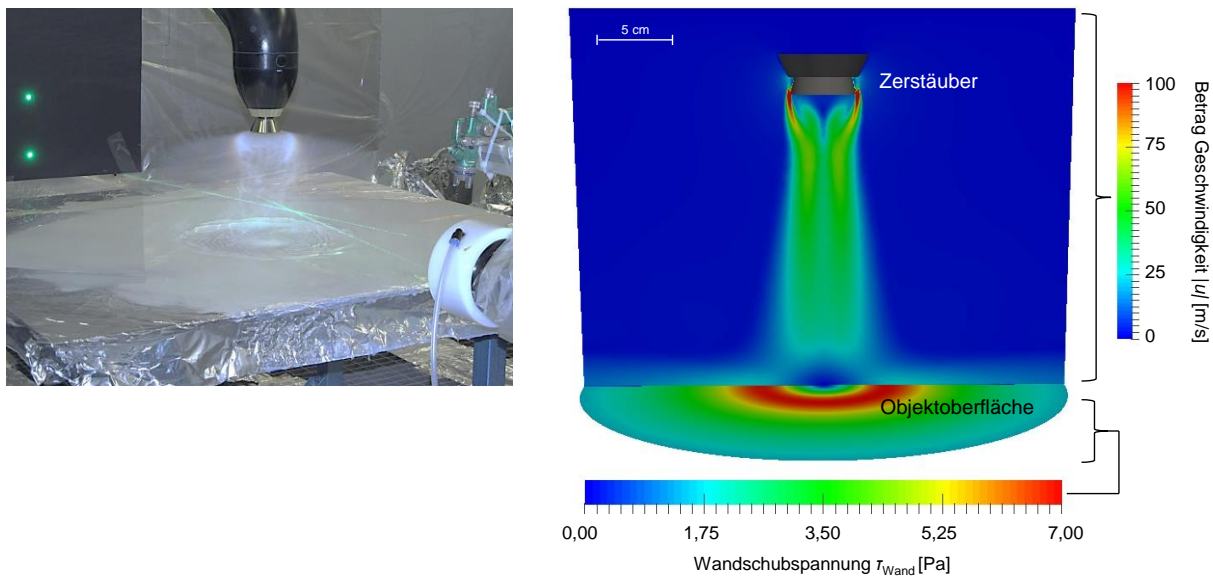 5 cm
Zerstäuber
100
75
50
25
0
Betrag Geschwindigkeit |u| [m/s]
Objektoberfläche
0,00 1,75 3,50 5,25 7,00
Wandschubspannung τWand [Pa]